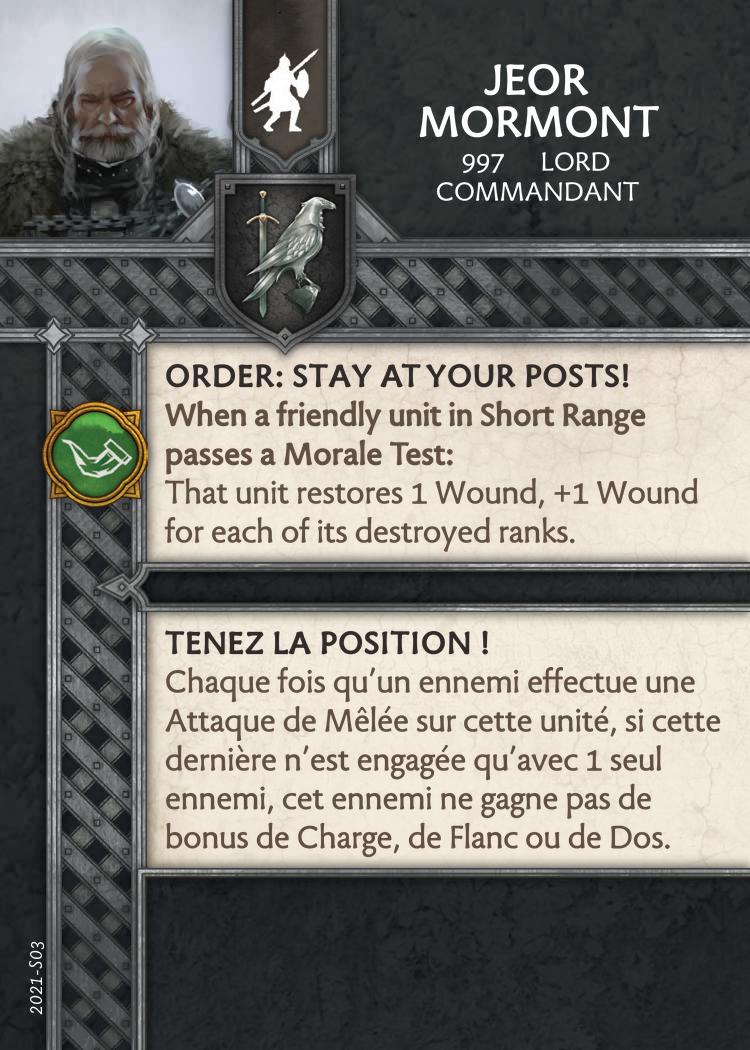 JEOR
MORMONT
997 LORD
COMMANDANT
ORDER: STAY AT YOUR POSTS!
When a friendly unit in Short Range
passes a Morale Test:
That unit restores 1 Wound, +1 Wound
for each of its destroyed ranks.
TENEZ LA POSITION !
Chaque fois qu’un ennemi effectue une
Attaque de Mêlée sur cette unité, si cette
dernière n’est engagée qu’avec 1 seul
ennemi, cet ennemi ne gagne pas de
bonus de Charge, de Flanc ou de Dos.
2021-S03